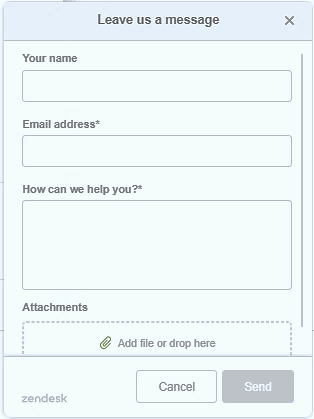 Leave us a message
Your name
Email address*
How can we help you?*
Attachments
Add file or drop here
zendesk
Cancel
Send